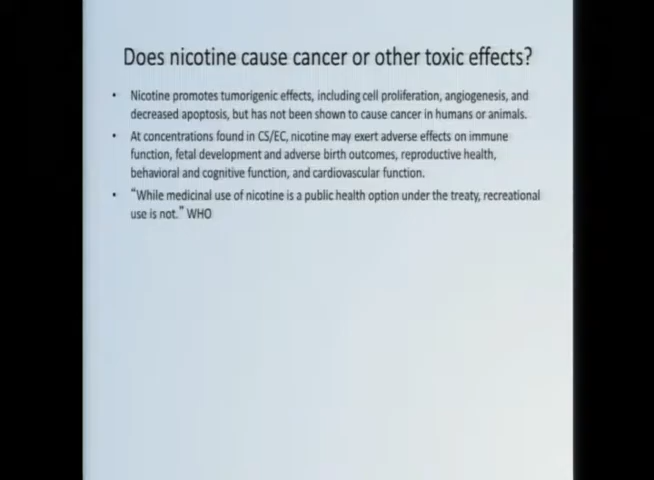 Does nicotine cause cancer or other toxic effects?
• Nicotine promotes tumorigenic effects, including cell proliferation, angiogenesis, and
decreased apoptosis, but has not been shown to cause cancer in humans or animals.
• At concentrations found in CS/EC, nicotine may exert adverse effects on immune
function, fetal development and adverse birth outcomes, reproductive health,
behavioral and cognitive function, and cardiovascular function.
• “While medicinal use of nicotine is a public health option under the treaty, recreational
use is not.” WHO